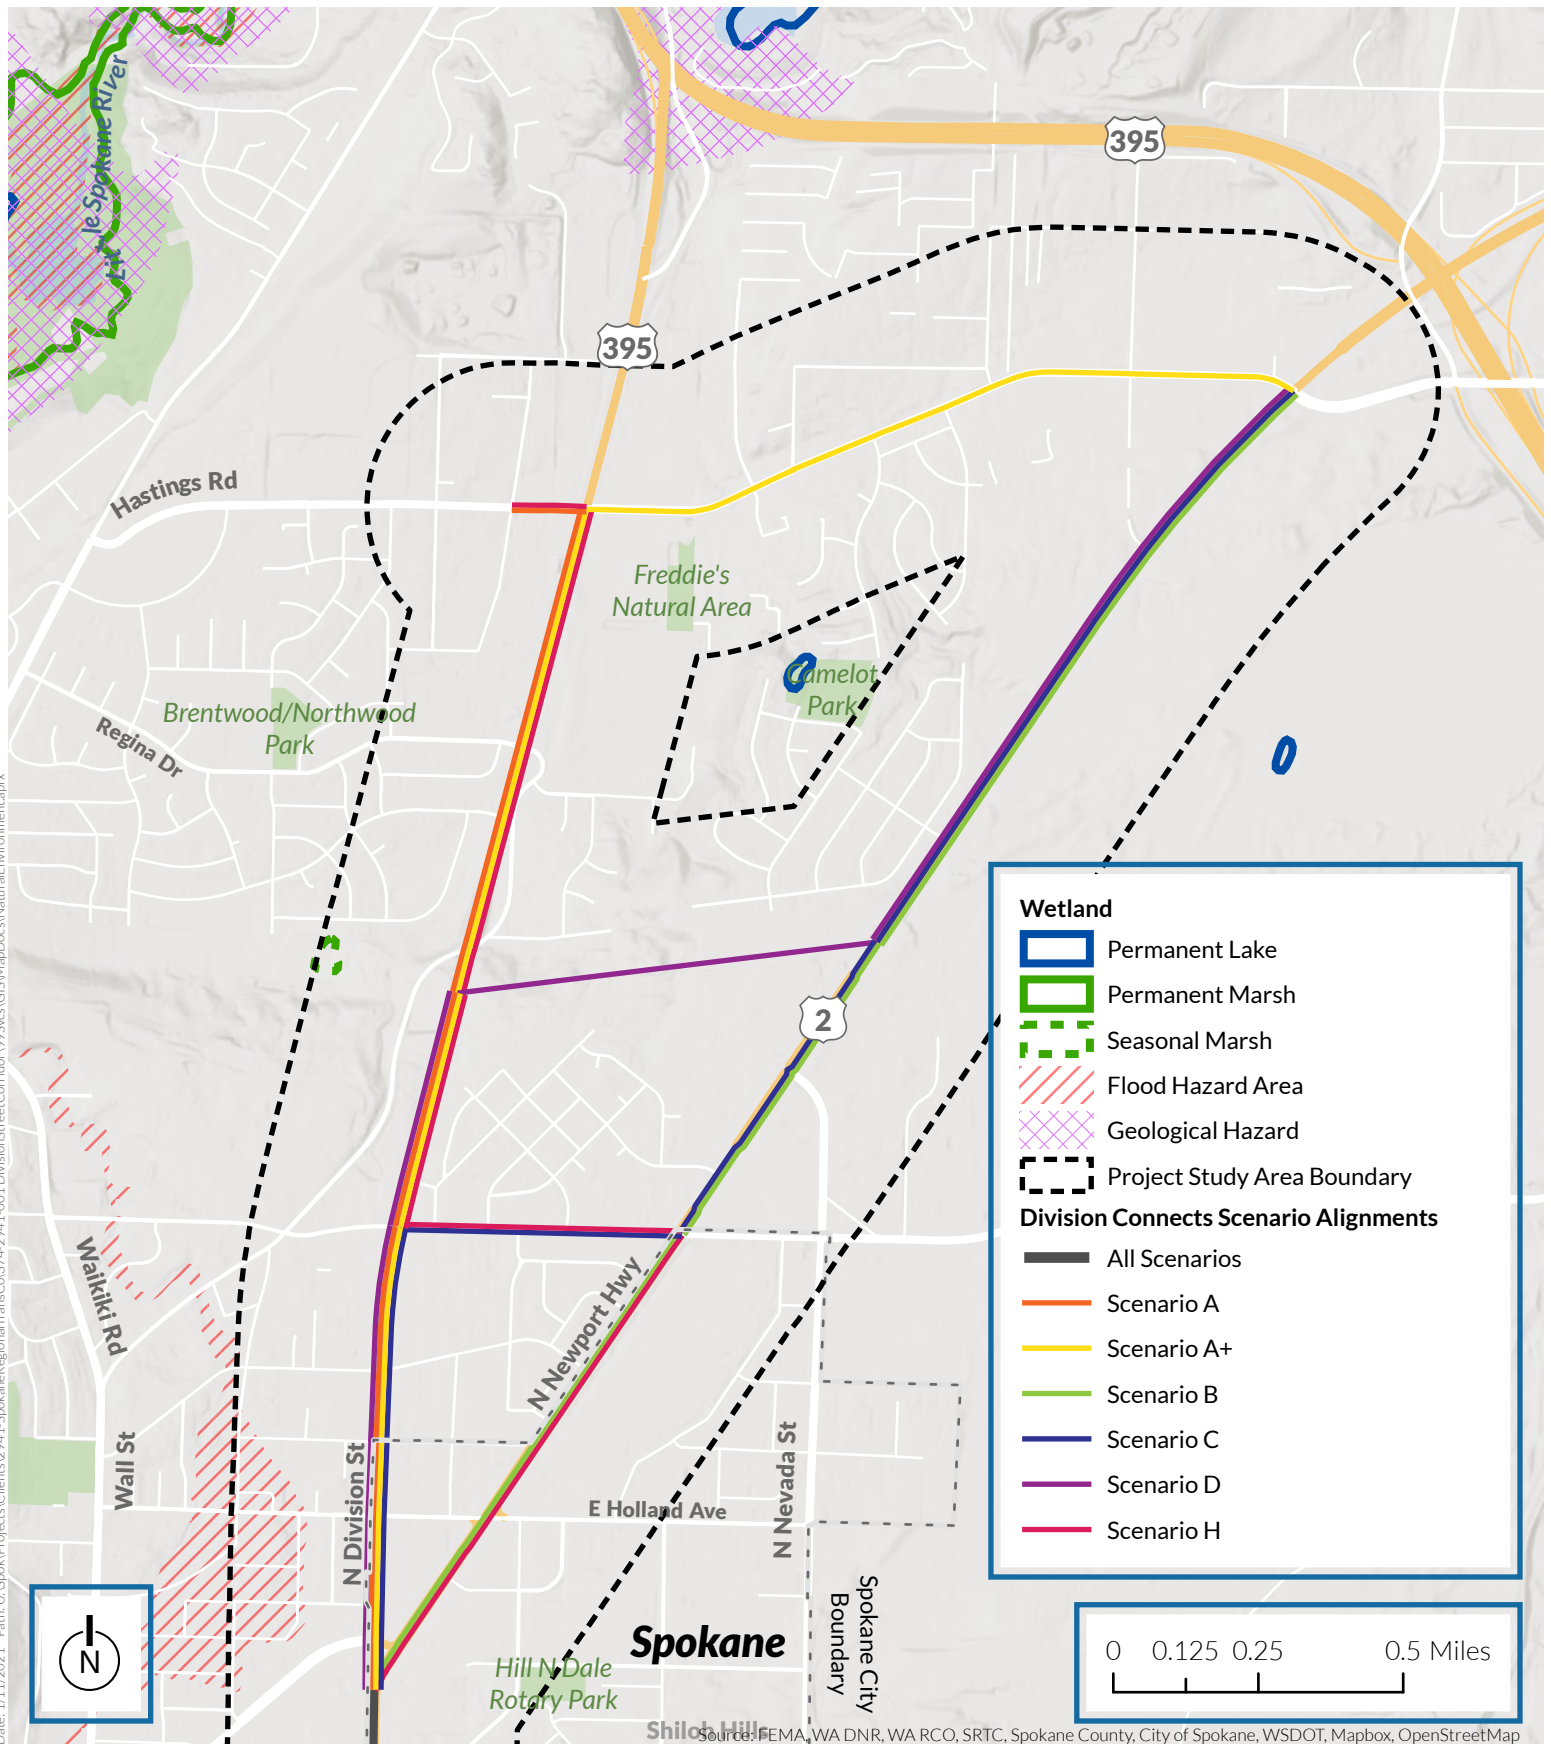 Little Spokane River
395
395
Hastings Rd
Freddie's
Natural Area
Camelot
Park
Brentwood/Northwood
Park
Regina Dr
2
Waikiki Rd
N Newport Hwy
Wall St
N Division St
E Holland Ave
N Nevada St
Spokane City
Boundary
Spokane
Hill N Dale
Rotary Park
Shiloh Hills
Wetland
Permanent Lake
Permanent Marsh
Seasonal Marsh
Flood Hazard Area
Geological Hazard
Project Study Area Boundary
Division Connects Scenario Alignments
All Scenarios
Scenario A
Scenario A+
Scenario B
Scenario C
Scenario D
Scenario H
N
0 0.125 0.25 0.5 Miles
Source: FEMA, WA DNR, WA RCO, SRTC, Spokane County, City of Spokane, WSDOT, Mapbox, OpenStreetMap